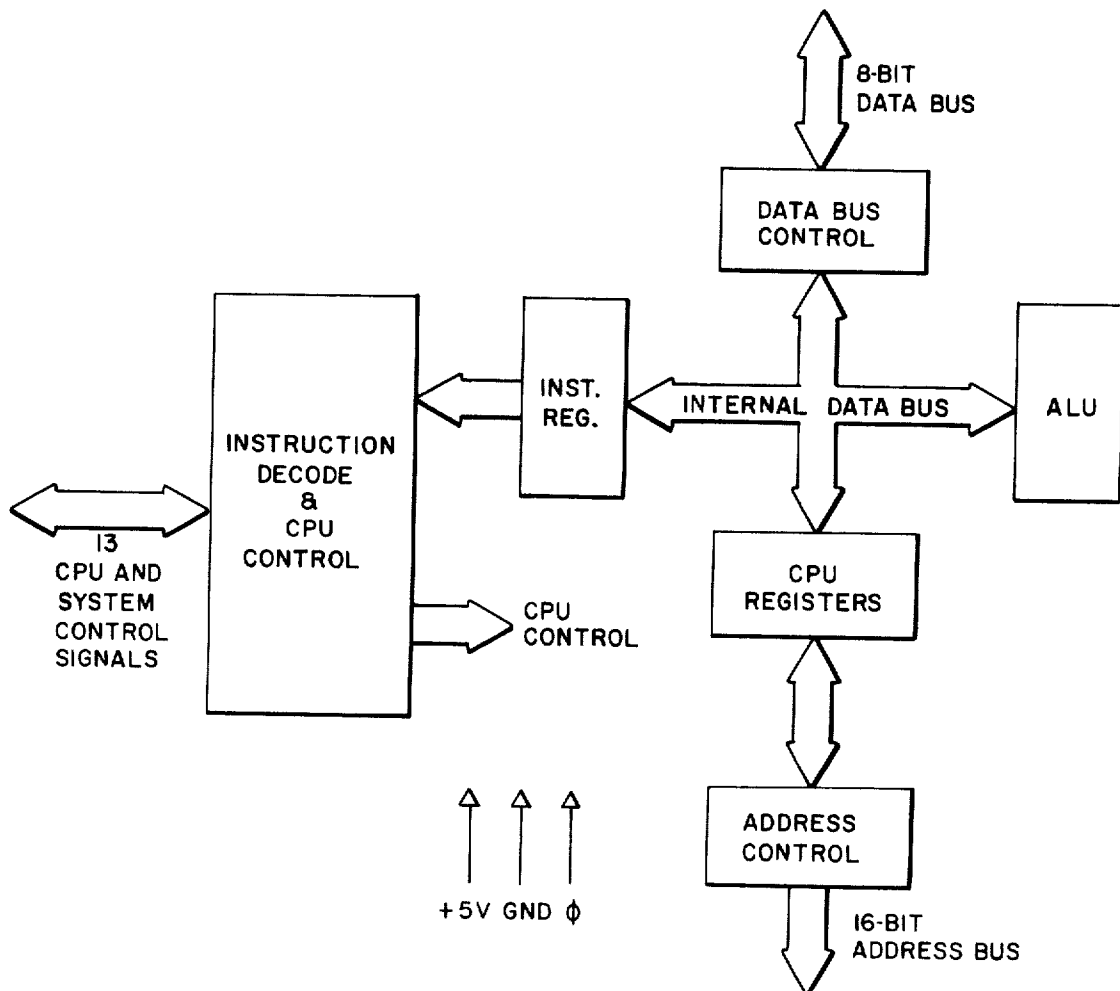 8-BIT
DATA BUS
DATA BUS
CONTROL
INST.
REG.
INTERNAL DATA BUS
ALU
INSTRUCTION
DECODE
&
CPU
CONTROL
13
CPU AND
SYSTEM
CONTROL
SIGNALS
CPU
CONTROL
CPU
REGISTERS
ADDRESS
CONTROL
+5V GND ϕ
16-BIT
ADDRESS BUS